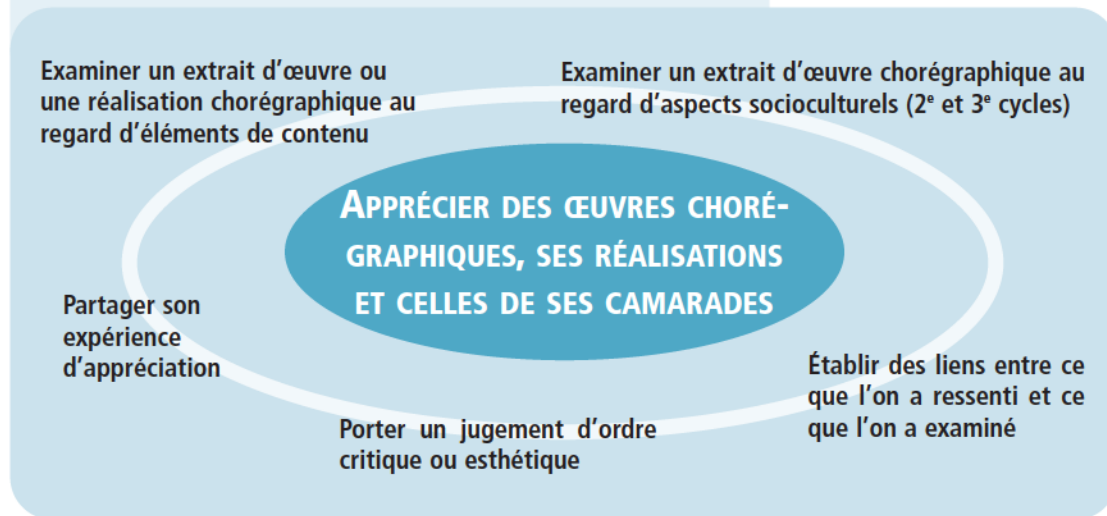 Examiner un extrait d'œuvre ou
une réalisation chorégraphique au
regard d'éléments de contenu
Examiner un extrait d'œuvre chorégraphique au
regard d'aspects socioculturels (2e et 3e cycles)
APPRÉCIER DES ŒUVRES CHORÉ-
GRAPHIQUES, SES RÉALISATIONS
ET CELLES DE SES CAMARADES
Partager son
expérience
d'appréciation
Établir des liens entre ce
que l'on a ressenti et ce
que l'on a examiné
Porter un jugement d'ordre
critique ou esthétique